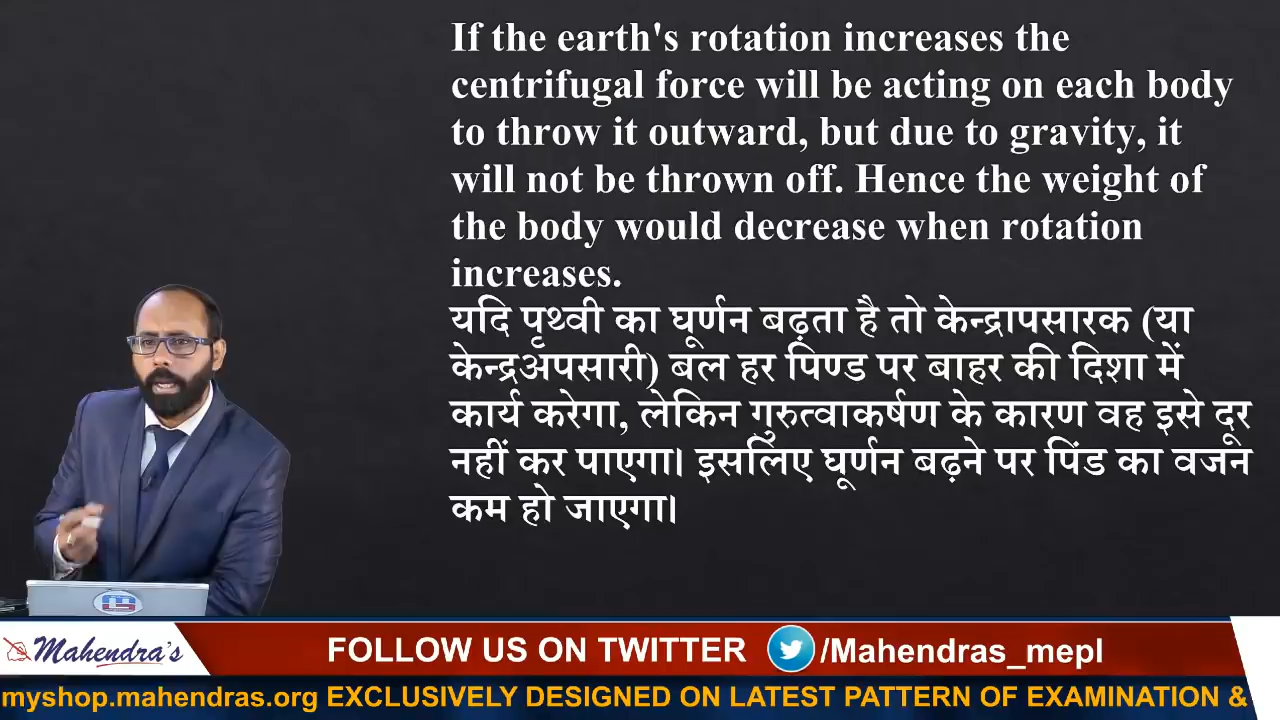 If the earth's rotation increases the
centrifugal force will be acting on each body
to throw it outward, but due to gravity, it
will not be thrown off. Hence the weight of
the body would decrease when rotation
increases.
यदि पृथ्वी का घूर्णन बढ़ता है तो केन्द्रापसारक (या
केन्द्रअपसारी) बल हर पिण्ड पर बाहर की दिशा में
कार्य करेगा, लेकिन गुरुत्वाकर्षण के कारण वह इसे दूर
नहीं कर पाएगा। इसलिए घूर्णन बढ़ने पर पिंड का वजन
कम हो जाएगा।
Mahendra's
FOLLOW US ON TWITTER /Mahendras_mepl
myshop.mahendras.org EXCLUSIVELY DESIGNED ON LATEST PATTERN OF EXAMINATION &